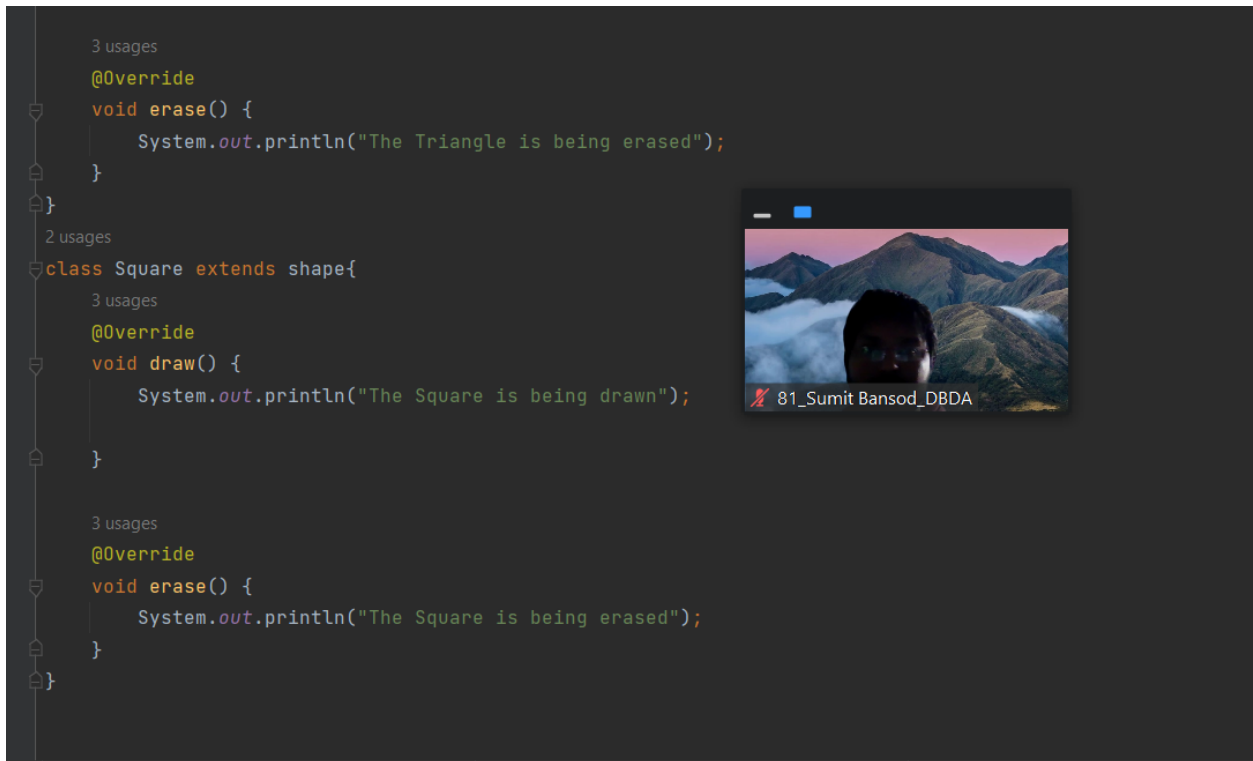 3 usages
@Override
void erase() {
System.out.println("The Triangle is being erased");
}
}
2 usages
class Square extends shape{
3 usages
@Override
void draw() {
System.out.println("The Square is being drawn");
}
3 usages
@Override
void erase() {
System.out.println("The Square is being erased");
}
}
81_Sumit Bansod_DBDA